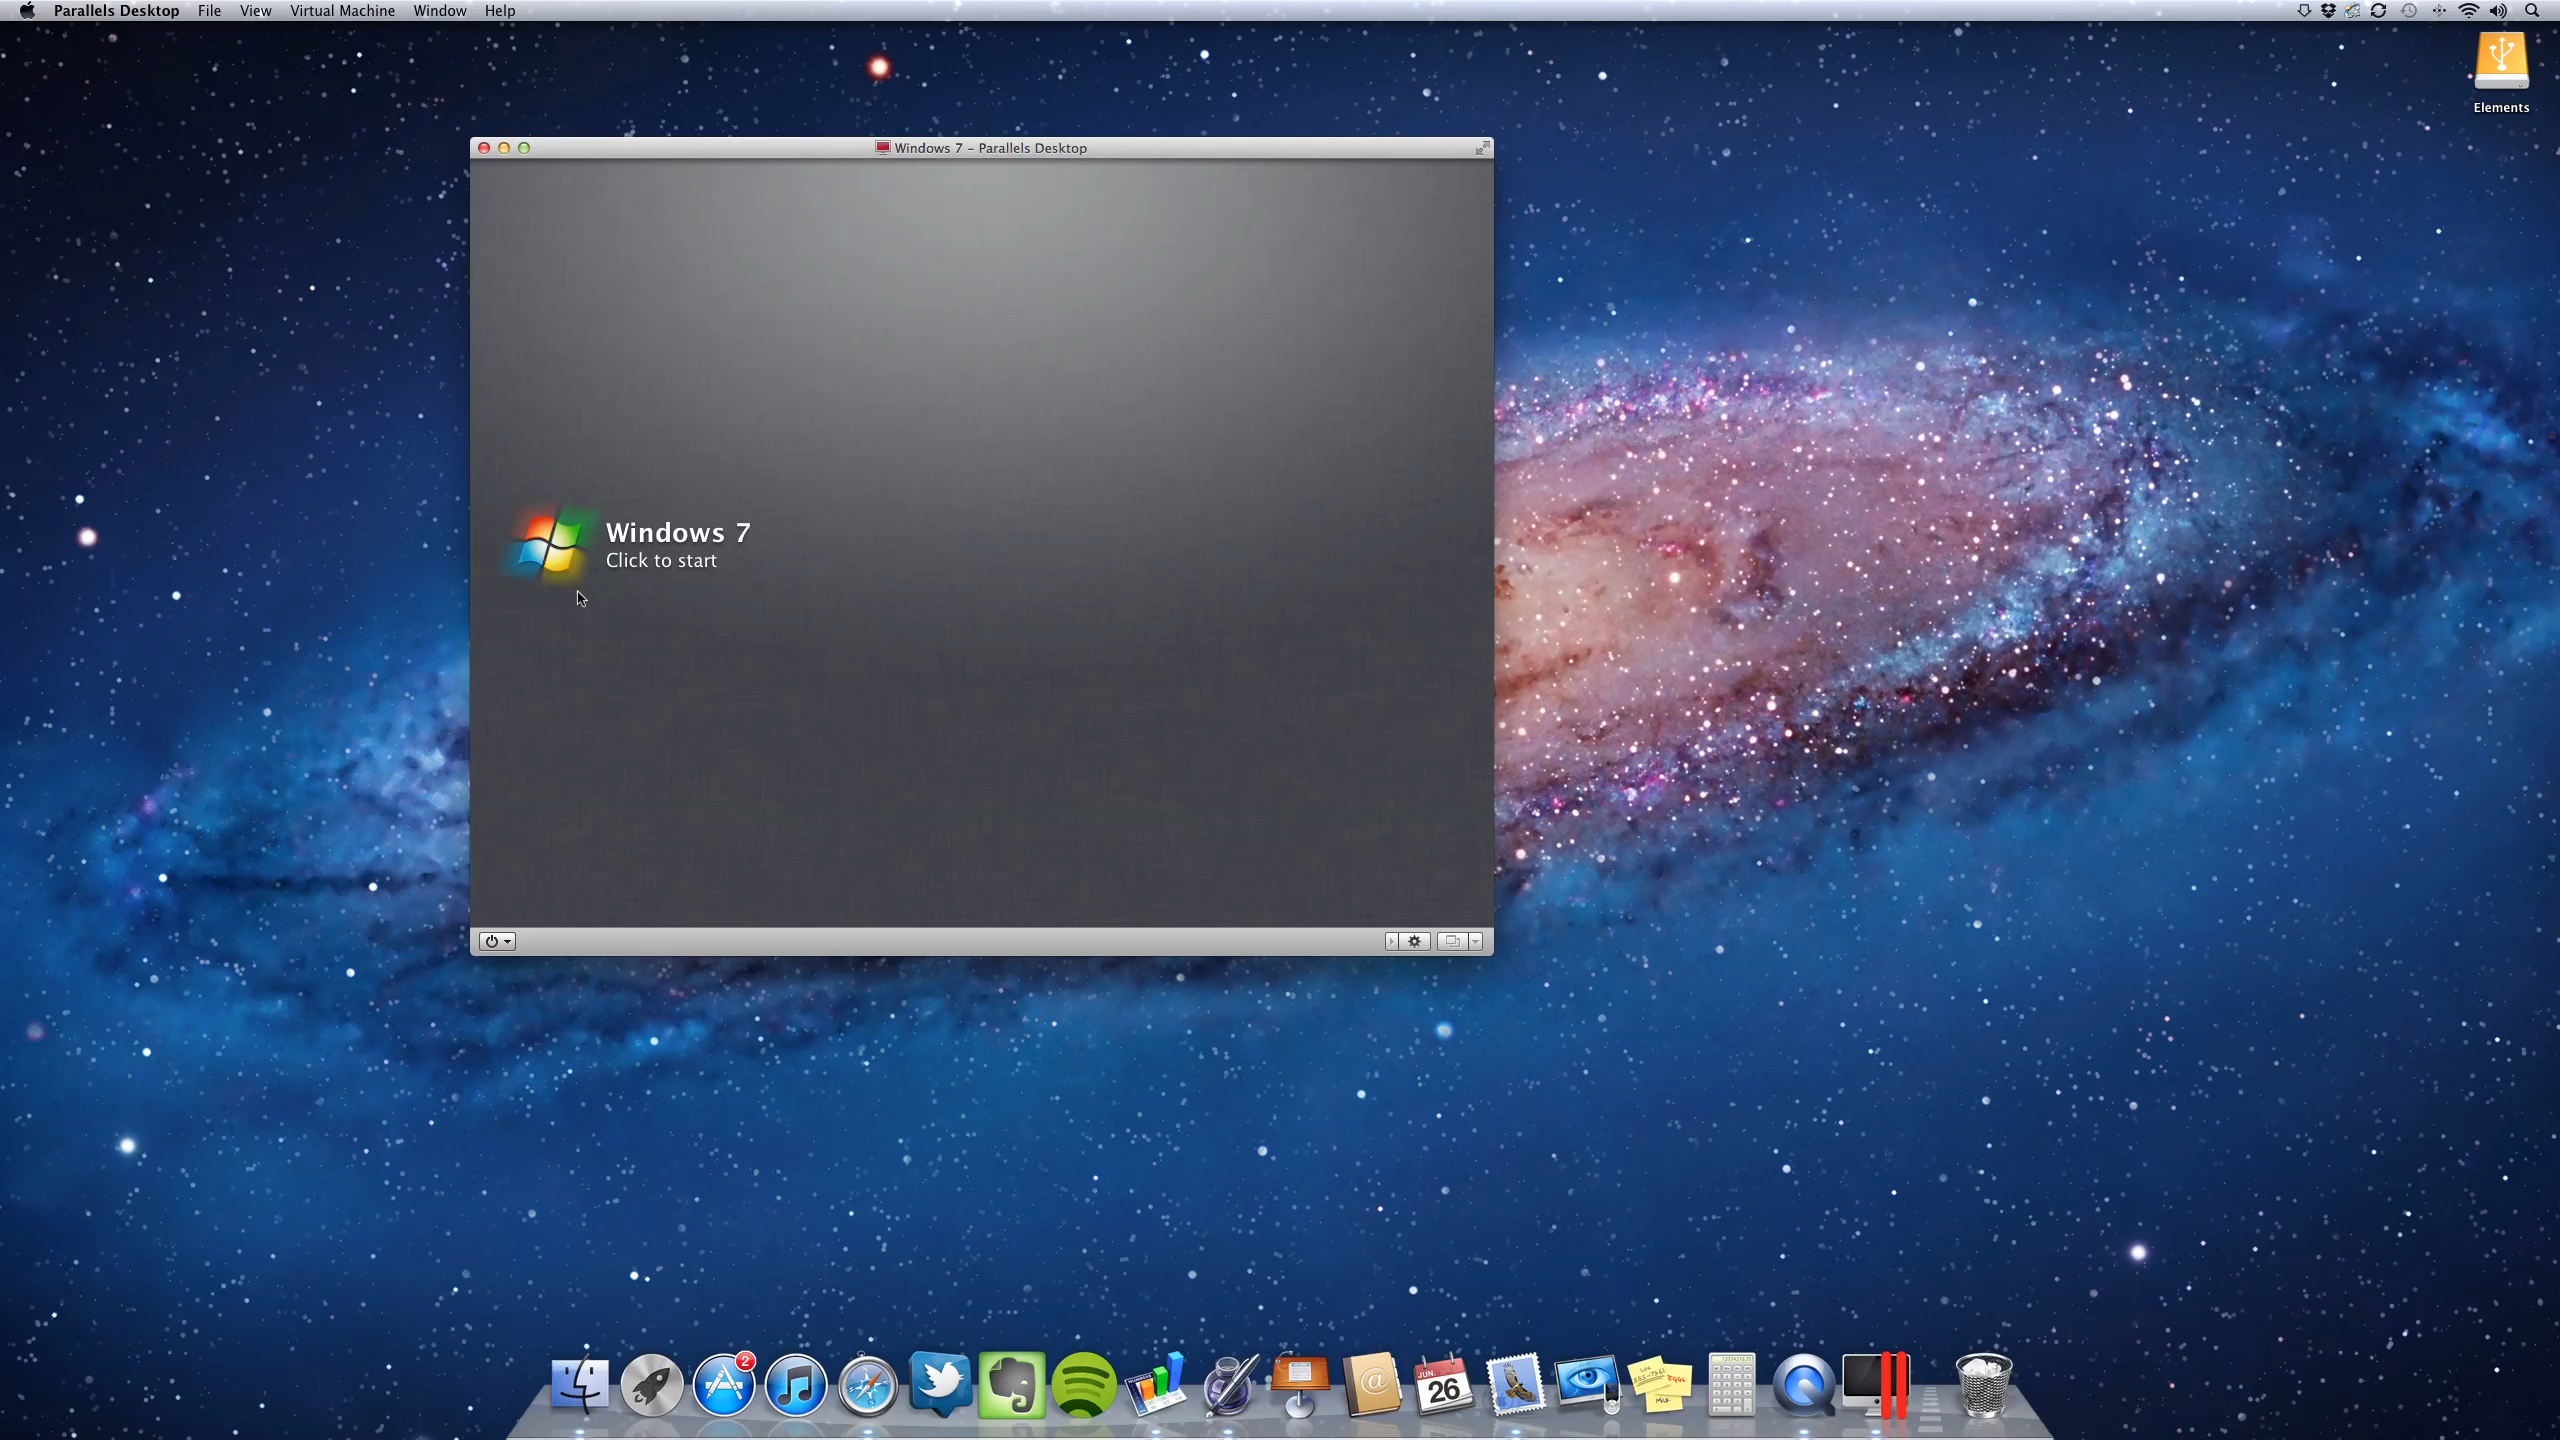 Parallels Desktop File View Virtual Machine Window Help
Elements
Windows 7 – Parallels Desktop
Windows 7
Click to start
2
JUN.
26